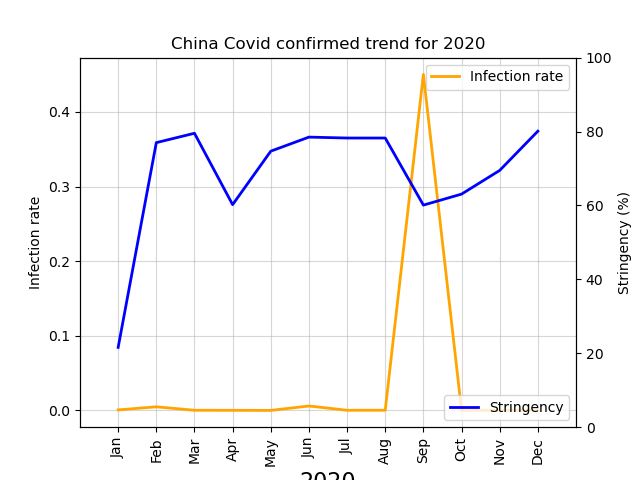 China Covid confirmed trend for 2020
Infection rate
Stringency
Infection rate
0.4
0.3
0.2
0.1
0.0
100
80
60
40
20
0
Stringency (%)
Jan
Feb
Mar
Apr
May
Jun
Jul
Aug
Sep
Oct
Nov
Dec
2020